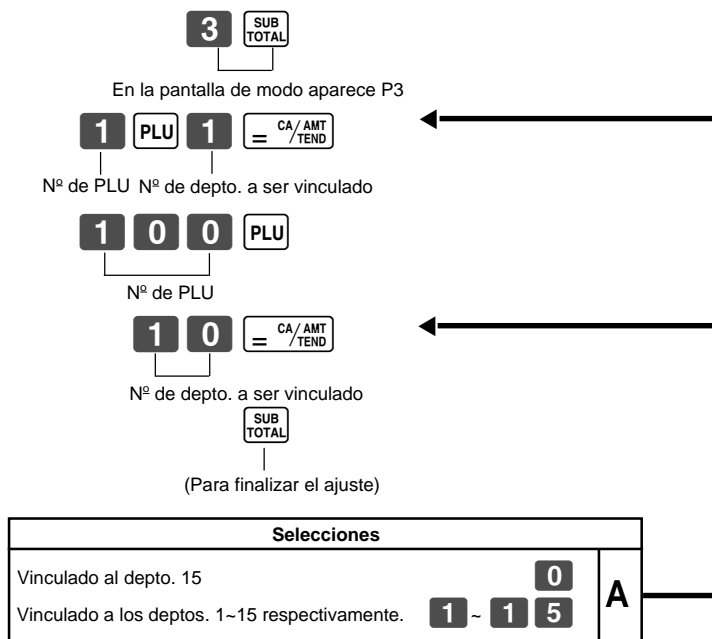 3 SUB TOTAL
En la pantalla de modo aparece P3
1 PLU 1 = CA/AMT TEND
Nº de PLU Nº de depto. a ser vinculado
1 0 0 PLU
Nº de PLU
1 0 = CA/AMT TEND
Nº de depto. a ser vinculado
SUB TOTAL
(Para finalizar el ajuste)
Selecciones
Vinculado al depto. 15 0
Vinculado a los deptos. 1~15 respectivamente. 1 ~ 1 5
A